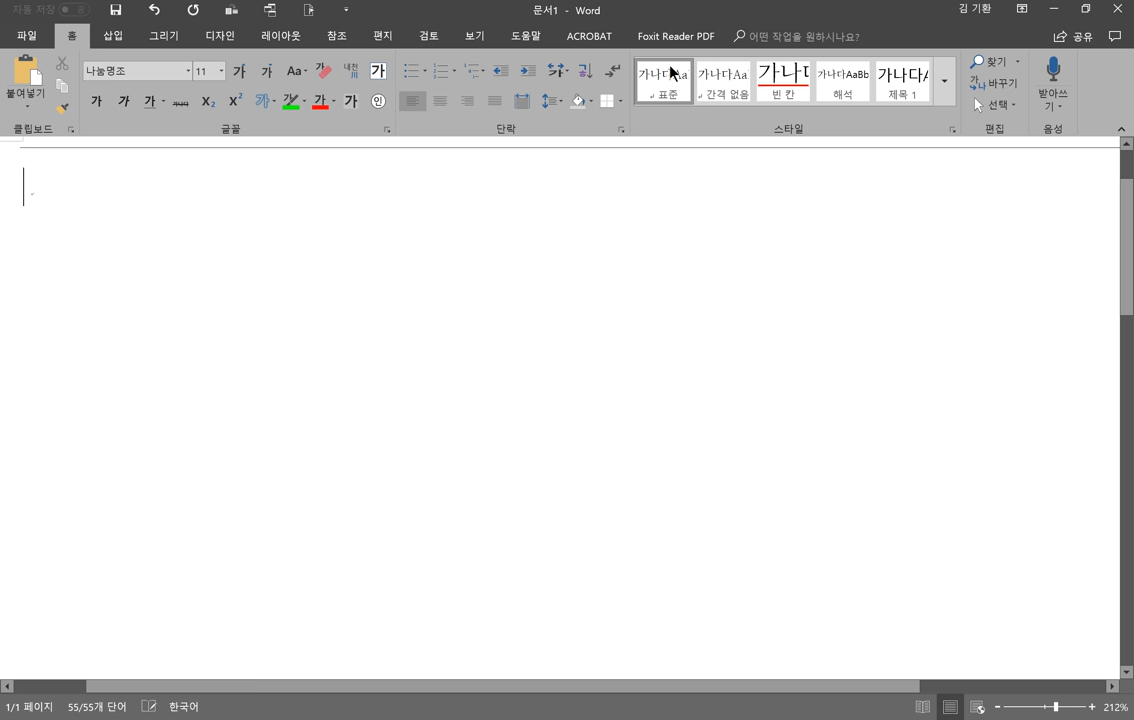 자동 저장 끔
문서1 - Word
김 기환
파일 홈 삽입 그리기 디자인 레이아웃 참조 편지 검토 보기 도움말 ACROBAT Foxit Reader PDF 어떤 작업을 원하시나요? 공유
붙여넣기
클립보드
나눔명조 11
가 가 Aa 가 내천 川 가
가 가 가 가나다 X₂ X² 가 가 가 가 인
글꼴
단락
가나다Aa 표준
가나다Aa 간격 없음
가나다 빈 칸
가나다AaBb 해석
가나다A 제목 1
스타일
찾기
바꾸기
선택
편집
받아쓰기
음성
1/1 페이지 55/55개 단어 한국어 212%